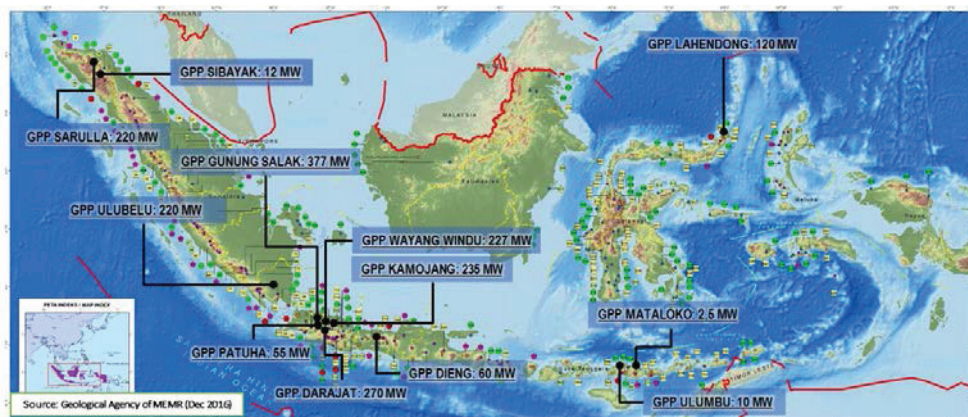 THAILAND
GPP LAHENDONG: 120 MW
GPP SIBAYAK: 12 MW
MALAYSIA
GPP SARULLA: 220 MW
GPP GUNUNG SALAK: 377 MW
GPP ULUBELU: 220 MW
GPP WAYANG WINDU: 227 MW
GPP KAMOJANG: 235 MW
PETA INDEKS / MAP INDEX
GPP MATALOKO: 2.5 MW
GPP PATUHA: 55 MW
GPP DIENG: 60 MW
TIMOR LESTE
GPP DARAJAT: 270 MW
GPP ULUMBU: 10 MW
Source: Geological Agency of MEMR (Dec 2016)